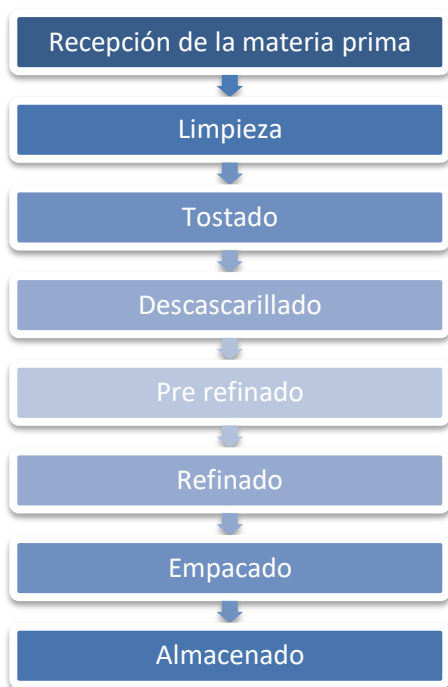 Recepción de la materia prima
Limpieza
Tostado
Descascarillado
Pre refinado
Refinado
Empacado
Almacenado